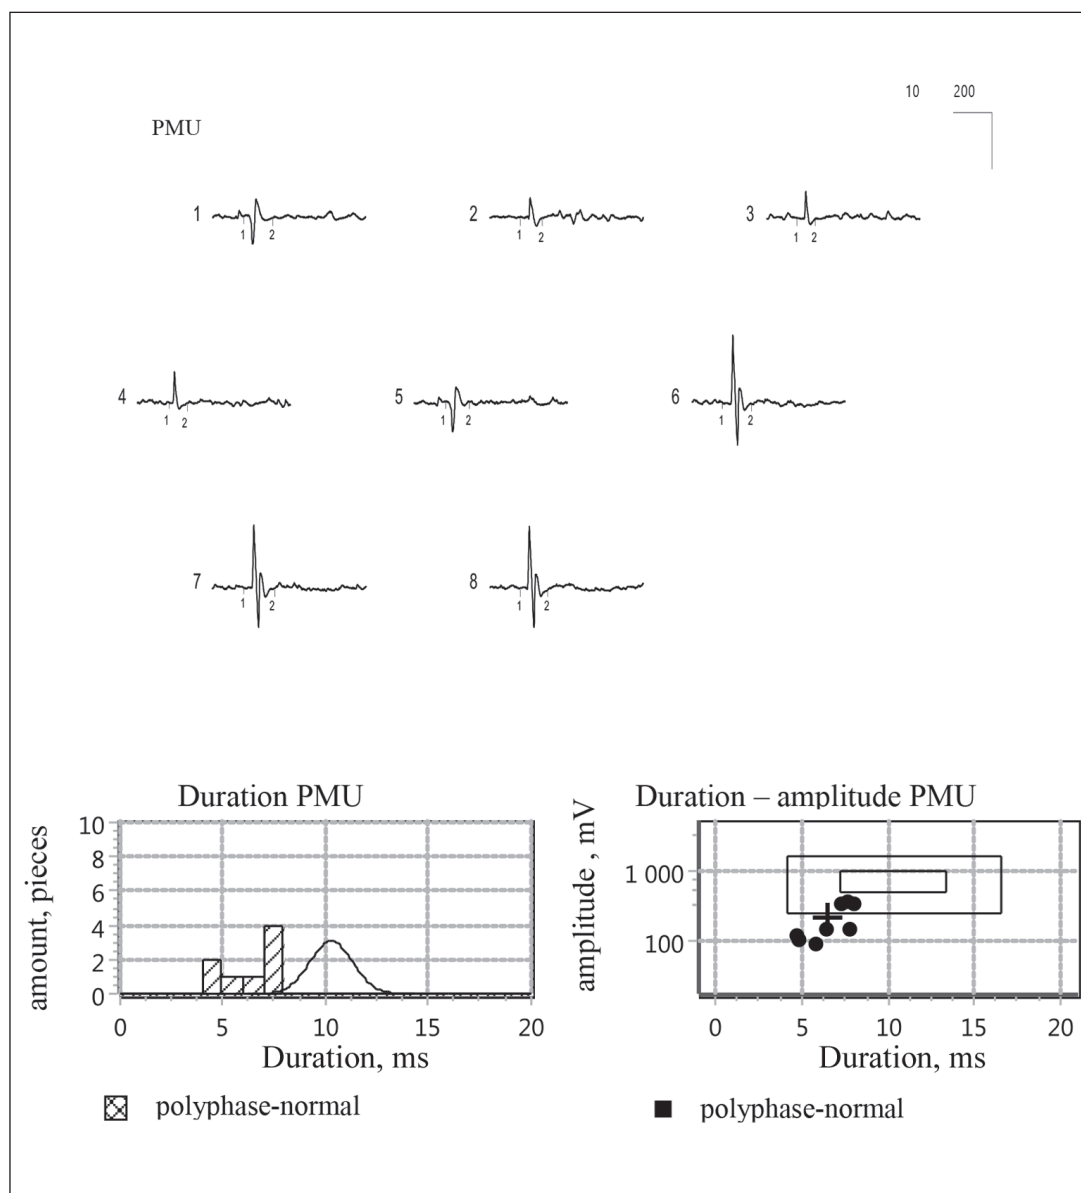 10 200
PMU
1 2 3
1 2 1 2 1 2
4 5 6
1 2 1 2 1 2
7 8
1 2 1 2
Duration PMU
amount, pieces
10
8
6
4
2
0
0 5 10 15 20
Duration, ms
polyphase-normal
Duration – amplitude PMU
amplitude , mV
1 000
100
0 5 10 15 20
Duration, ms
polyphase-normal